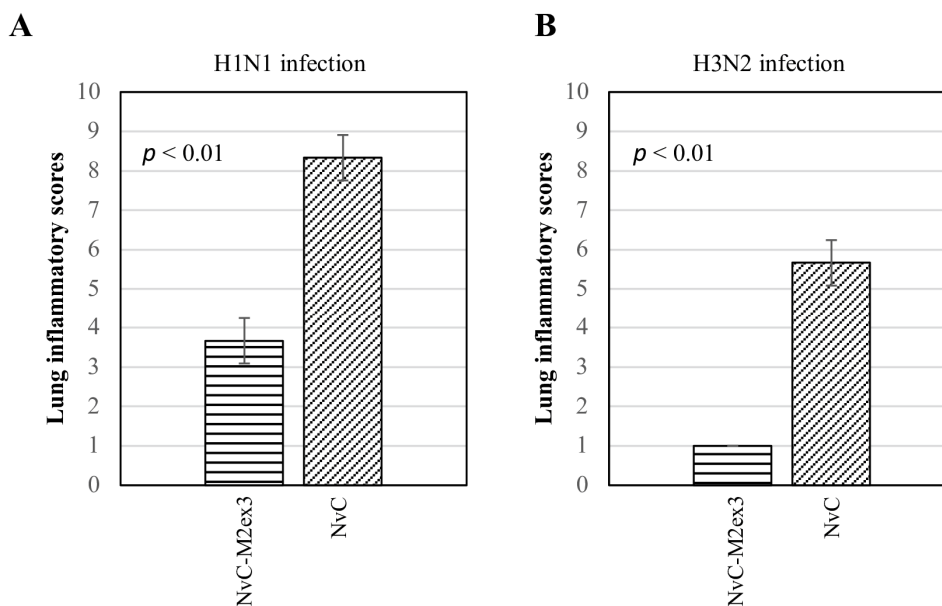 A
H1N1 infection
Lung inflammatory scores
10
9
8
7
6
5
4
3
2
1
0
p < 0.01
NvC-M2ex3
NvC
B
H3N2 infection
Lung inflammatory scores
10
9
8
7
6
5
4
3
2
1
0
p < 0.01
NvC-M2ex3
NvC